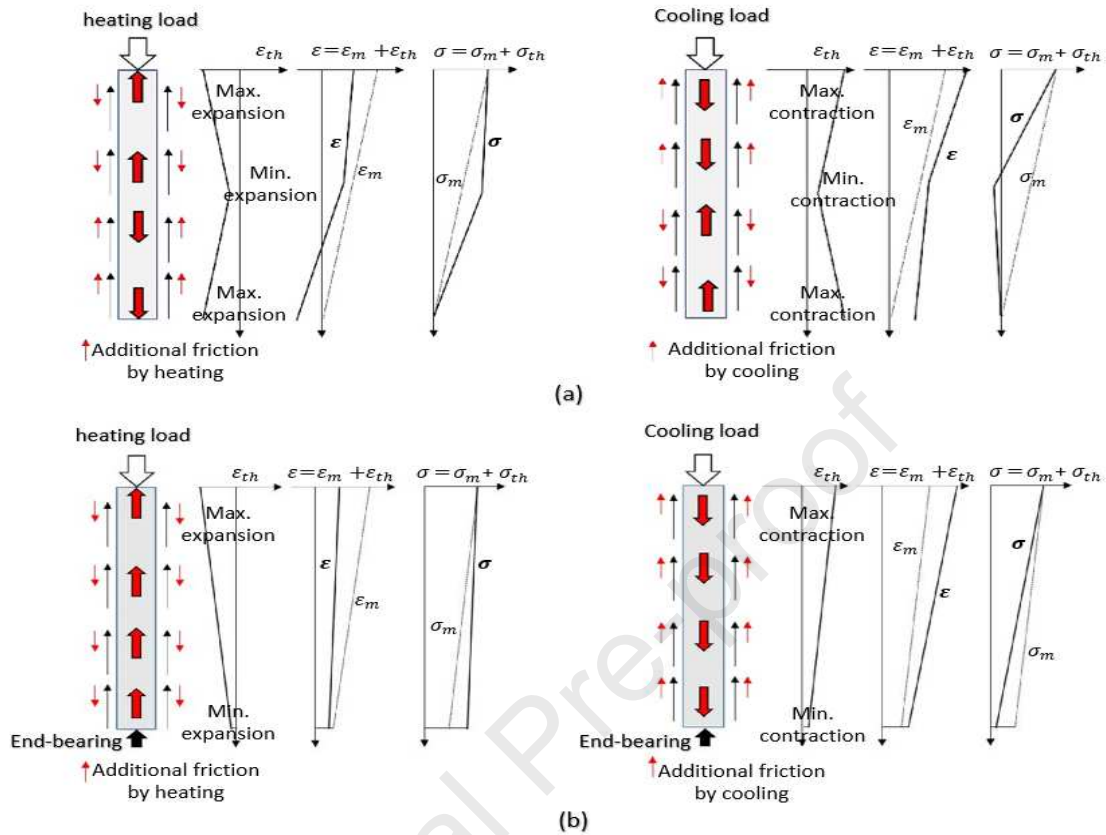 heating load
ε_th
ε=ε_m +ε_th
σ = σ_m+ σ_th
Max.
expansion
ε
ε_m
σ_m
σ
Min.
expansion
Max.
expansion
Additional friction
by heating
Cooling load
ε_th
ε=ε_m +ε_th
σ = σ_m+ σ_th
Max.
contraction
ε_m
ε
σ
σ_m
Min.
contraction
Max.
contraction
Additional friction
by cooling
(a)
heating load
ε_th
ε=ε_m +ε_th
σ = σ_m+ σ_th
Max.
expansion
ε
ε_m
σ_m
σ
Min.
expansion
End-bearing
Additional friction
by heating
Cooling load
ε_th
ε=ε_m +ε_th
σ = σ_m+ σ_th
Max.
contraction
ε_m
ε
σ
σ_m
Min.
contraction
End-bearing
Additional friction
by cooling
(b)
al Pre-proof